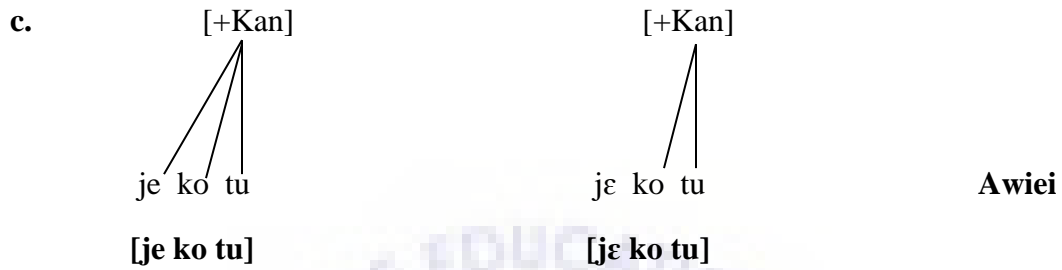 c. [+Kan] [+Kan]
je ko tu jɛ ko tu Awiei
[je ko tu] [jɛ ko tu]